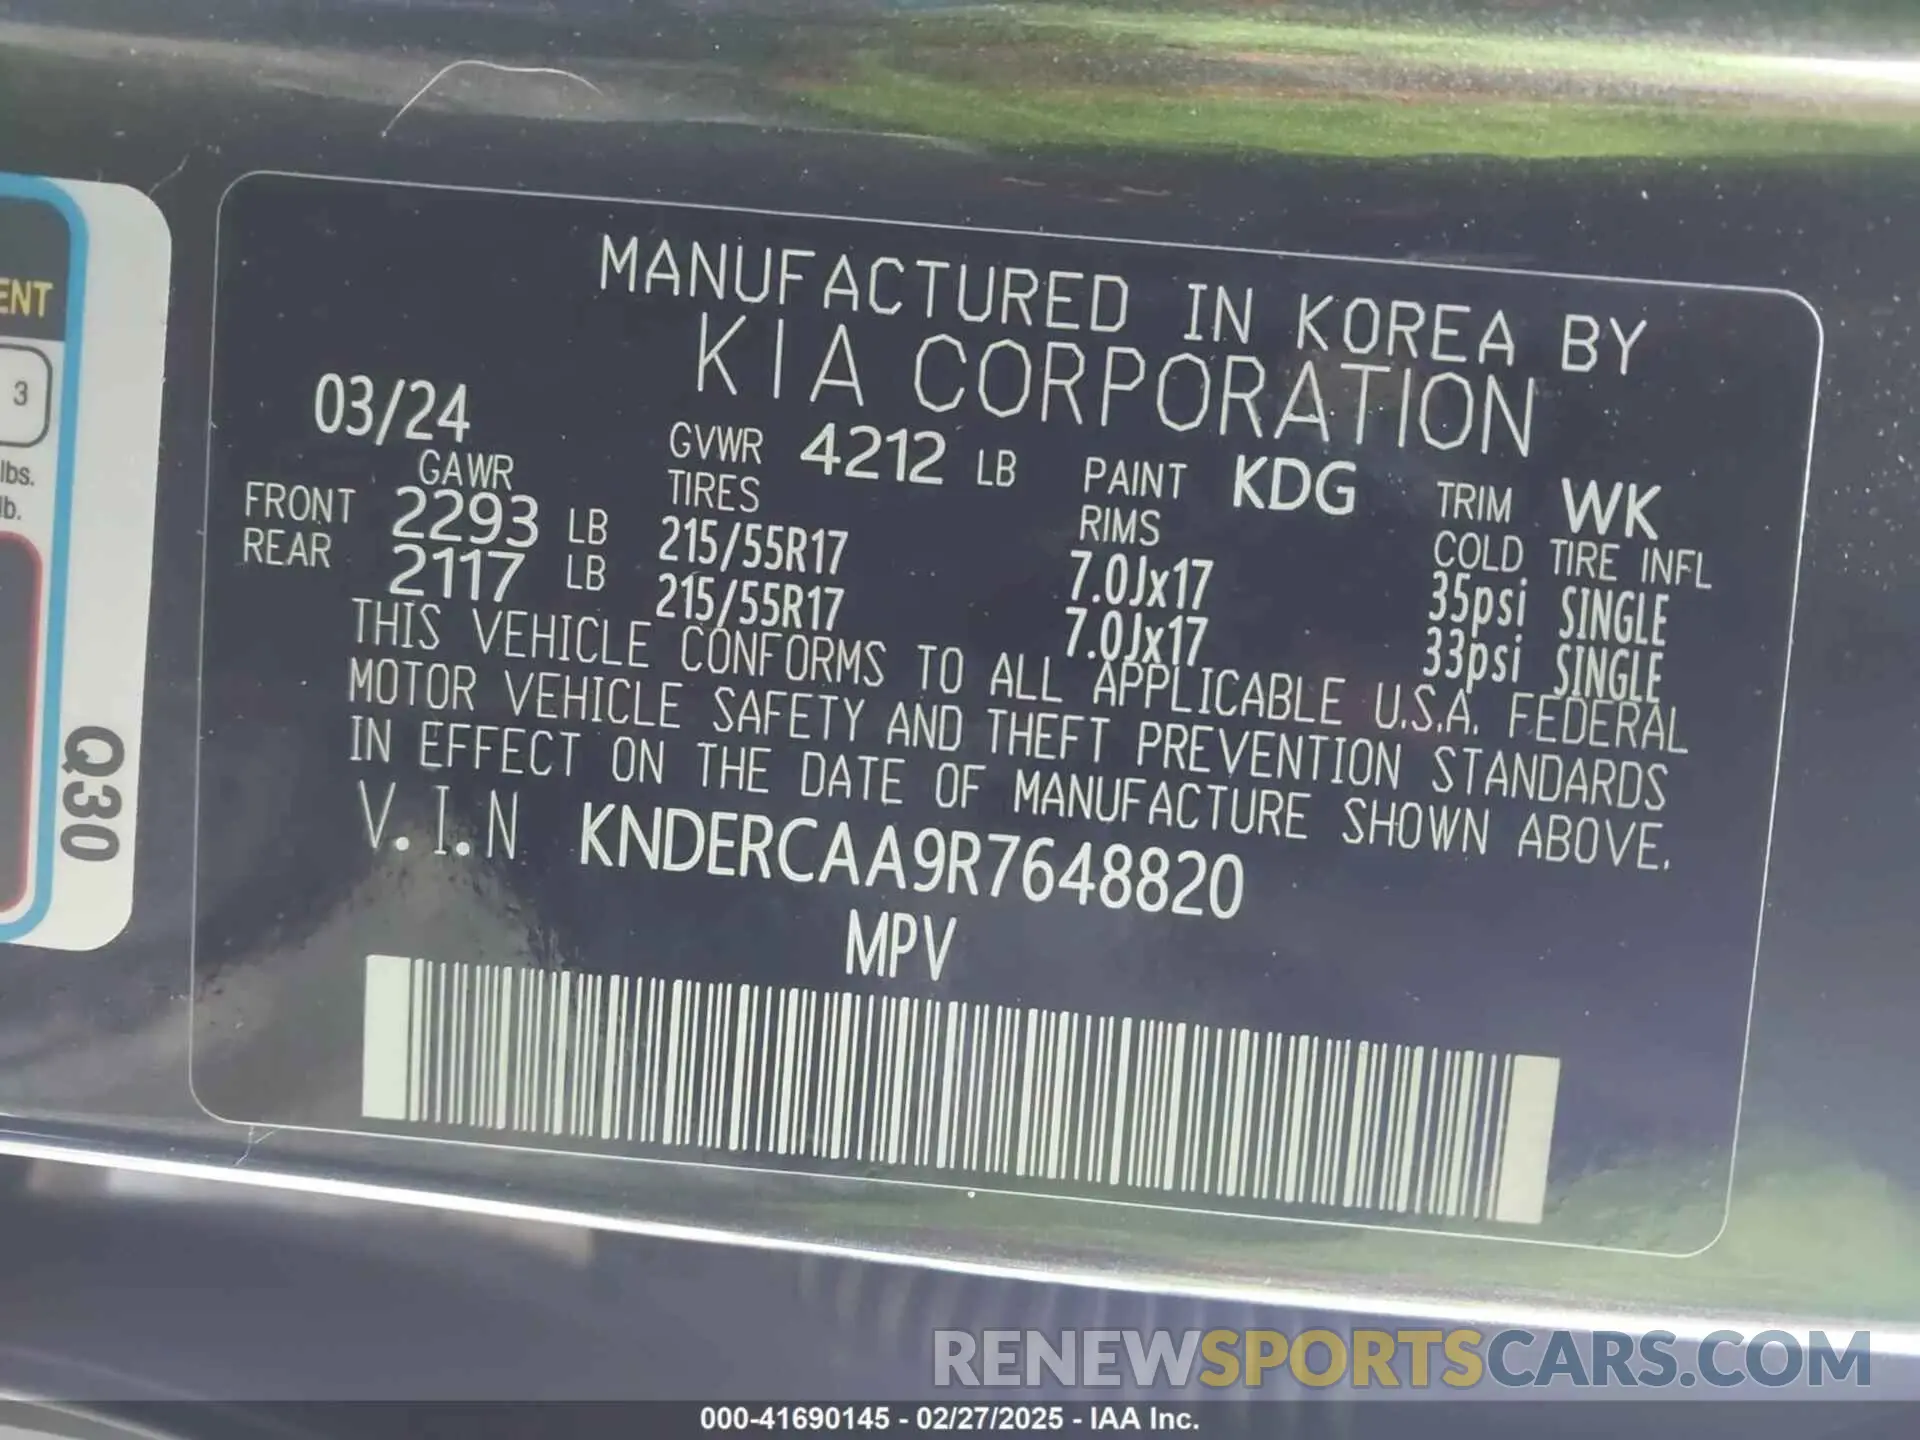 MANUFACTURED IN KOREA BY
KIA CORPORATION
03/24 GVWR 4212 LB PAINT KDG TRIM WK
GAWR TIRES RIMS COLD TIRE INFL
FRONT 2293 LB 215/55R17 7.0Jx17 35psi SINGLE
REAR 2117 LB 215/55R17 7.0Jx17 33psi SINGLE
THIS VEHICLE CONFORMS TO ALL APPLICABLE U.S.A. FEDERAL
MOTOR VEHICLE SAFETY AND THEFT PREVENTION STANDARDS
IN EFFECT ON THE DATE OF MANUFACTURE SHOWN ABOVE.
V.I.N KNDERCAA9R7648820
MPV
ENT
3
lbs.
lb.
Q30
RENEWSPORTSCARS.COM
000-41690145 - 02/27/2025 - IAA Inc.